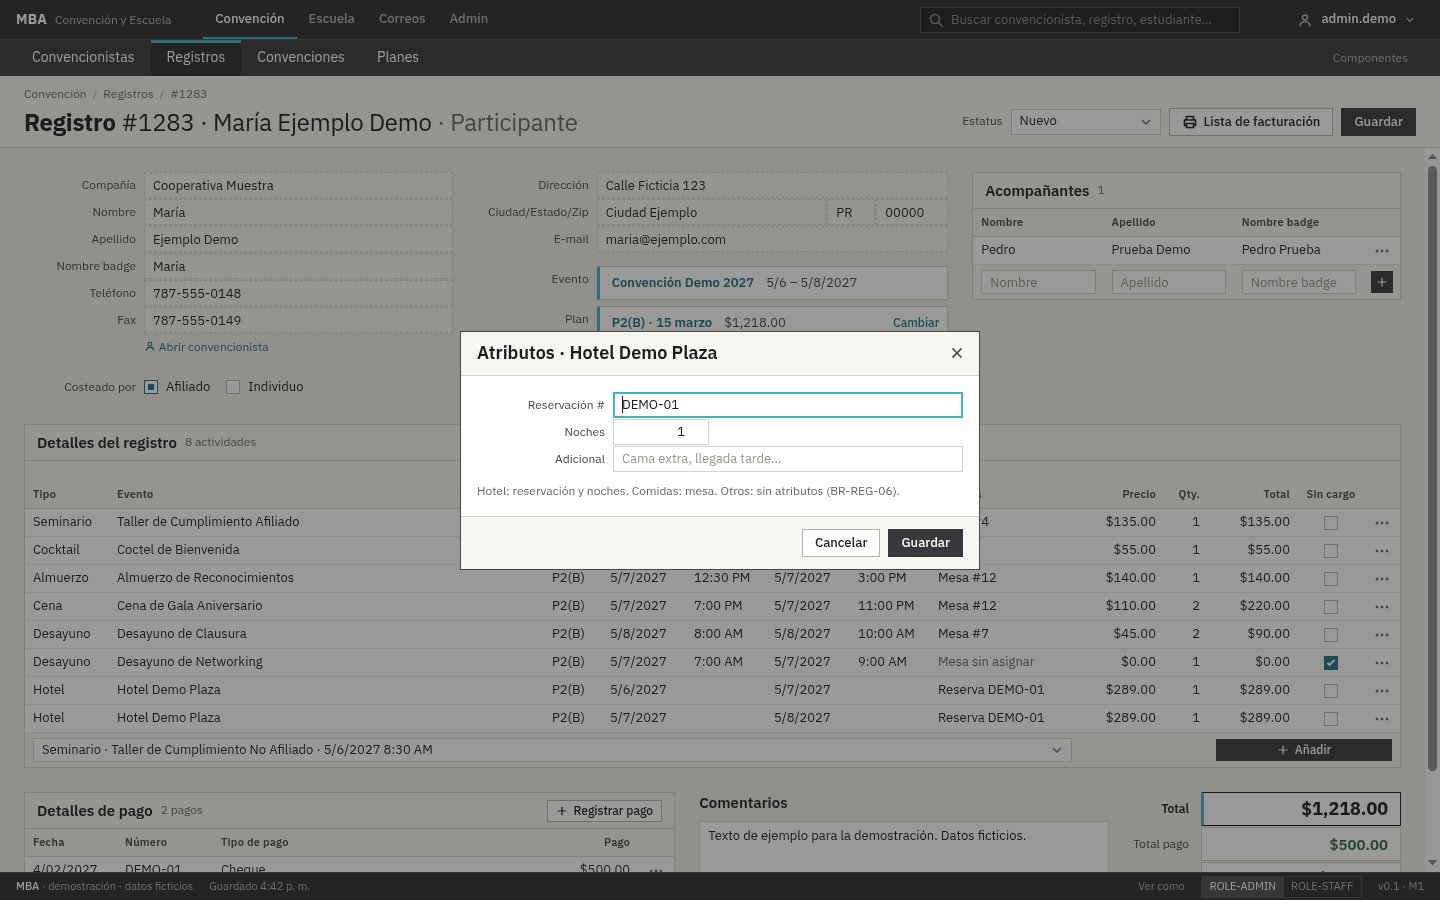 MBA Convención y Escuela Convención Escuela Correos Admin Buscar convencionista, registro, estudiante... admin.demo
Convencionistas Registros Convenciones Planes Componentes
Convención / Registros / #1283
Registro #1283 · María Ejemplo Demo · Participante Estatus Nuevo Lista de facturación Guardar
Compañía Cooperativa Muestra
Nombre María
Apellido Ejemplo Demo
Nombre badge María
Teléfono 787-555-0148
Fax 787-555-0149
Abrir convencionista
Costeado por Afiliado Individuo
Dirección Calle Ficticia 123
Ciudad/Estado/Zip Ciudad Ejemplo PR 00000
E-mail maria@ejemplo.com
Evento Convención Demo 2027 5/6 – 5/8/2027
Plan P2(B) · 15 marzo $1,218.00 Cambiar
Acompañantes 1
Nombre Apellido Nombre badge
Pedro Prueba Demo Pedro Prueba
Nombre Apellido Nombre badge
Atributos · Hotel Demo Plaza
Reservación # DEMO-01
Noches 1
Adicional Cama extra, llegada tarde...
Hotel: reservación y noches. Comidas: mesa. Otros: sin atributos (BR-REG-06).
Cancelar Guardar
Detalles del registro 8 actividades
Tipo Evento Precio Qty. Total Sin cargo
Seminario Taller de Cumplimiento Afiliado 4 $135.00 1 $135.00
Cocktail Coctel de Bienvenida $55.00 1 $55.00
Almuerzo Almuerzo de Reconocimientos P2(B) 5/7/2027 12:30 PM 5/7/2027 3:00 PM Mesa #12 $140.00 1 $140.00
Cena Cena de Gala Aniversario P2(B) 5/7/2027 7:00 PM 5/7/2027 11:00 PM Mesa #12 $110.00 2 $220.00
Desayuno Desayuno de Clausura P2(B) 5/8/2027 8:00 AM 5/8/2027 10:00 AM Mesa #7 $45.00 2 $90.00
Desayuno Desayuno de Networking P2(B) 5/7/2027 7:00 AM 5/7/2027 9:00 AM Mesa sin asignar $0.00 1 $0.00
Hotel Hotel Demo Plaza P2(B) 5/6/2027 5/7/2027 Reserva DEMO-01 $289.00 1 $289.00
Hotel Hotel Demo Plaza P2(B) 5/7/2027 5/8/2027 Reserva DEMO-01 $289.00 1 $289.00
Seminario · Taller de Cumplimiento No Afiliado · 5/6/2027 8:30 AM + Añadir
Detalles de pago 2 pagos + Registrar pago
Fecha Número Tipo de pago Pago
4/02/2027 DEMO-01 Cheque $500.00
Comentarios
Texto de ejemplo para la demostración. Datos ficticios.
Total $1,218.00
Total pago $500.00
MBA · demostración · datos ficticios Guardado 4:42 p. m. Ver como ROLE-ADMIN ROLE-STAFF v0.1 · M1